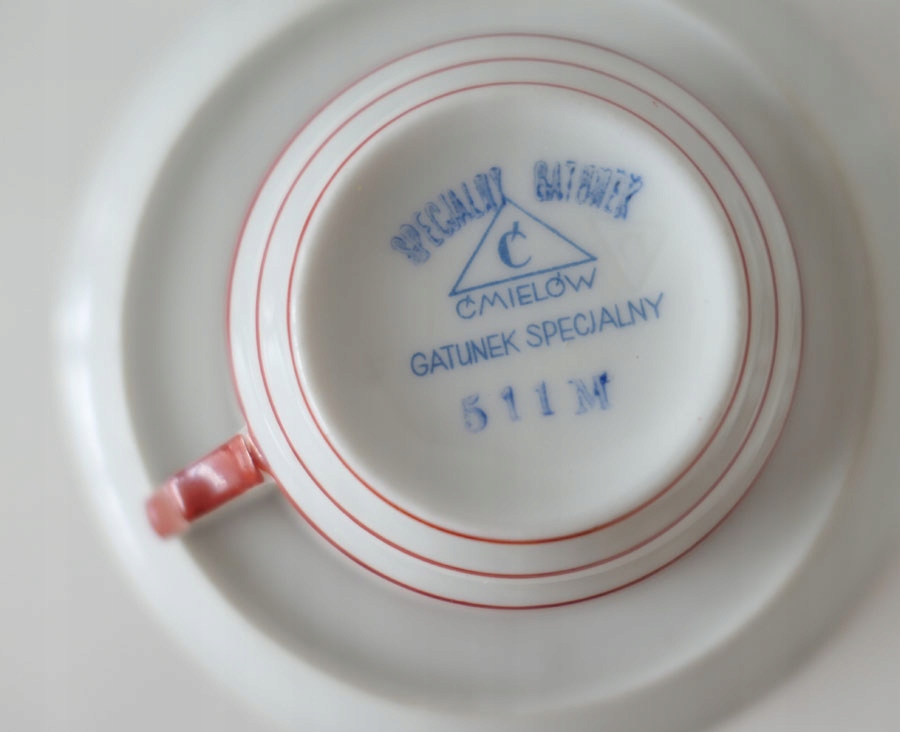 SPECJALNY GATUNEK
Ć
ĆMIELÓW
GATUNEK SPECJALNY
511 M